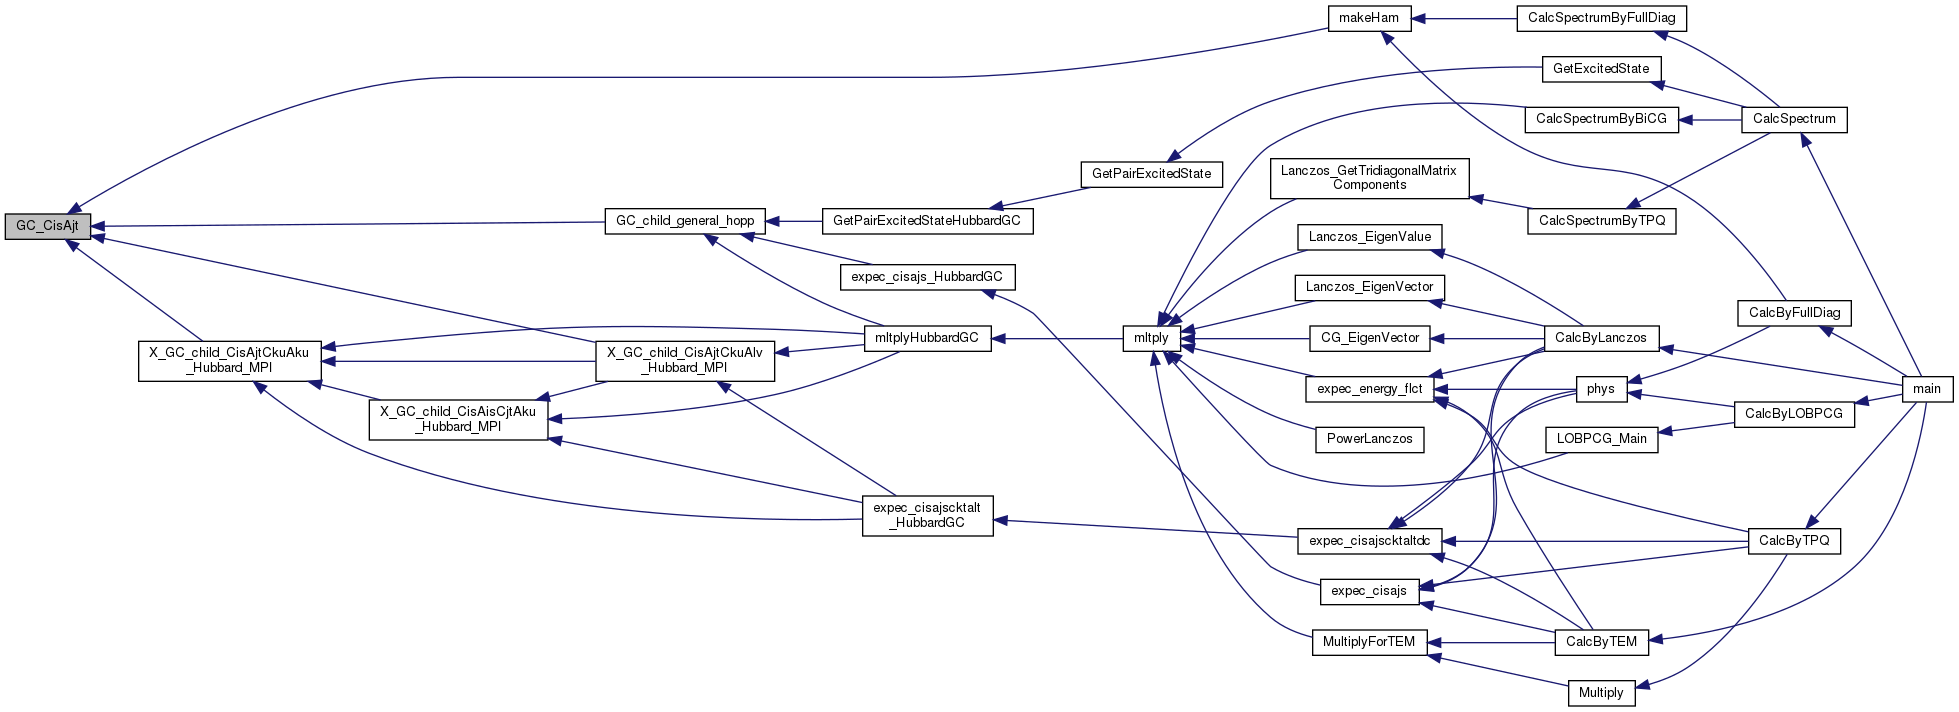 GC_CisAjt
makeHam
CalcSpectrumByFullDiag
GetExcitedState
CalcSpectrumByBiCG
CalcSpectrum
GetPairExcitedState
Lanczos_GetTridiagonalMatrix
Components
GC_child_general_hopp
GetPairExcitedStateHubbardGC
CalcSpectrumByTPQ
Lanczos_EigenValue
expec_cisajs_HubbardGC
Lanczos_EigenVector
CalcByFullDiag
X_GC_child_CisAjtCkuAku
_Hubbard_MPI
X_GC_child_CisAjtCkuAlv
_Hubbard_MPI
mltplyHubbardGC
mltply
CG_EigenVector
CalcByLanczos
expec_energy_flct
phys
main
X_GC_child_CisAisCjtAku
_Hubbard_MPI
CalcByLOBPCG
PowerLanczos
LOBPCG_Main
expec_cisajscktalt
_HubbardGC
expec_cisajscktaltdc
CalcByTPQ
expec_cisajs
MultiplyForTEM
CalcByTEM
Multiply